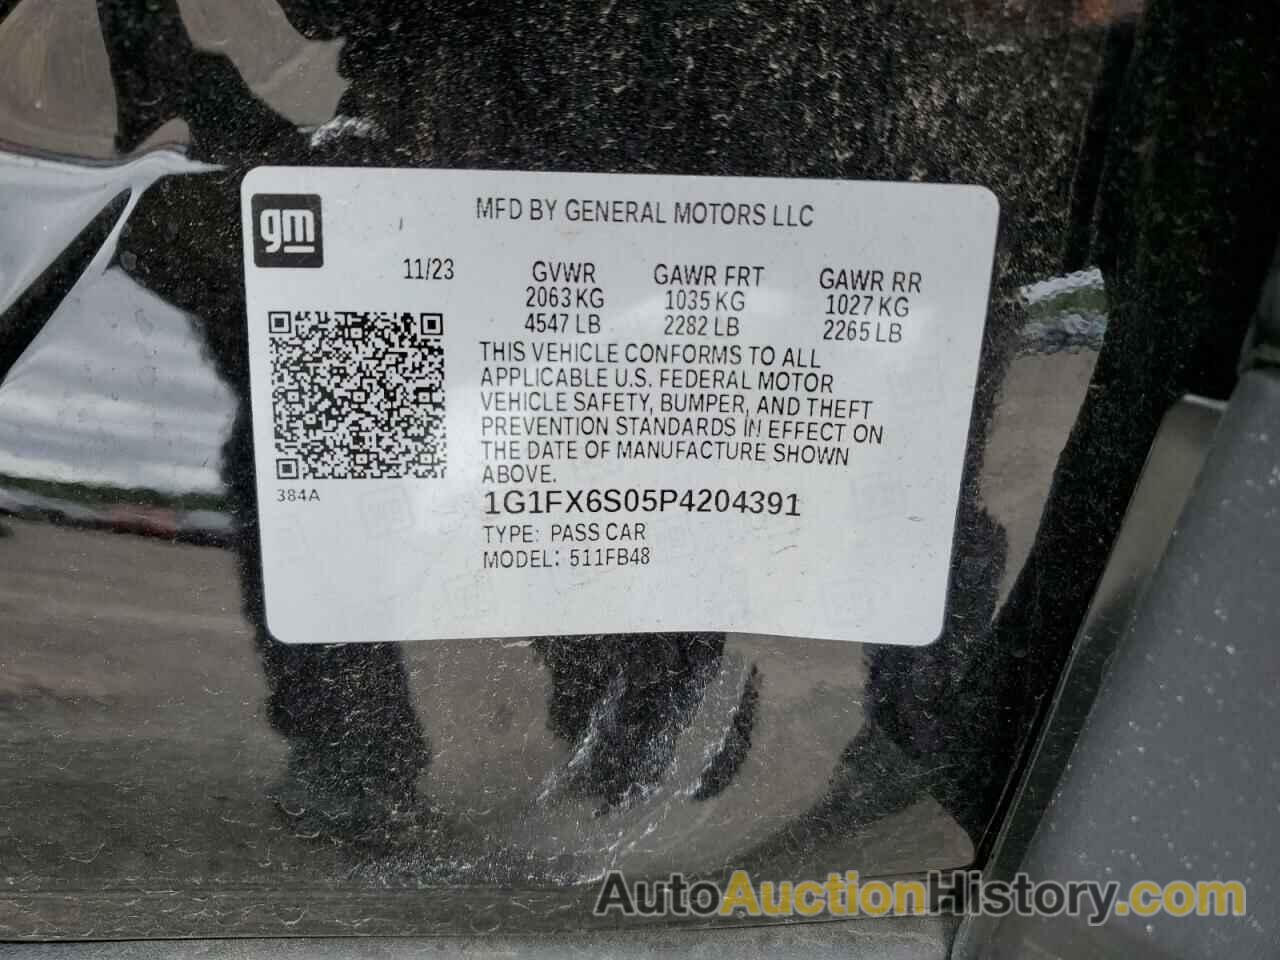 gm
MFD BY GENERAL MOTORS LLC
11/23
GVWR GAWR FRT GAWR RR
2063 KG 1035 KG 1027 KG
4547 LB 2282 LB 2265 LB
THIS VEHICLE CONFORMS TO ALL
APPLICABLE U.S. FEDERAL MOTOR
VEHICLE SAFETY, BUMPER, AND THEFT
PREVENTION STANDARDS IN EFFECT ON
THE DATE OF MANUFACTURE SHOWN
ABOVE.
384A
1G1FX6S05P4204391
TYPE: PASS CAR
MODEL: 511FB48
AutoAuctionHistory.com